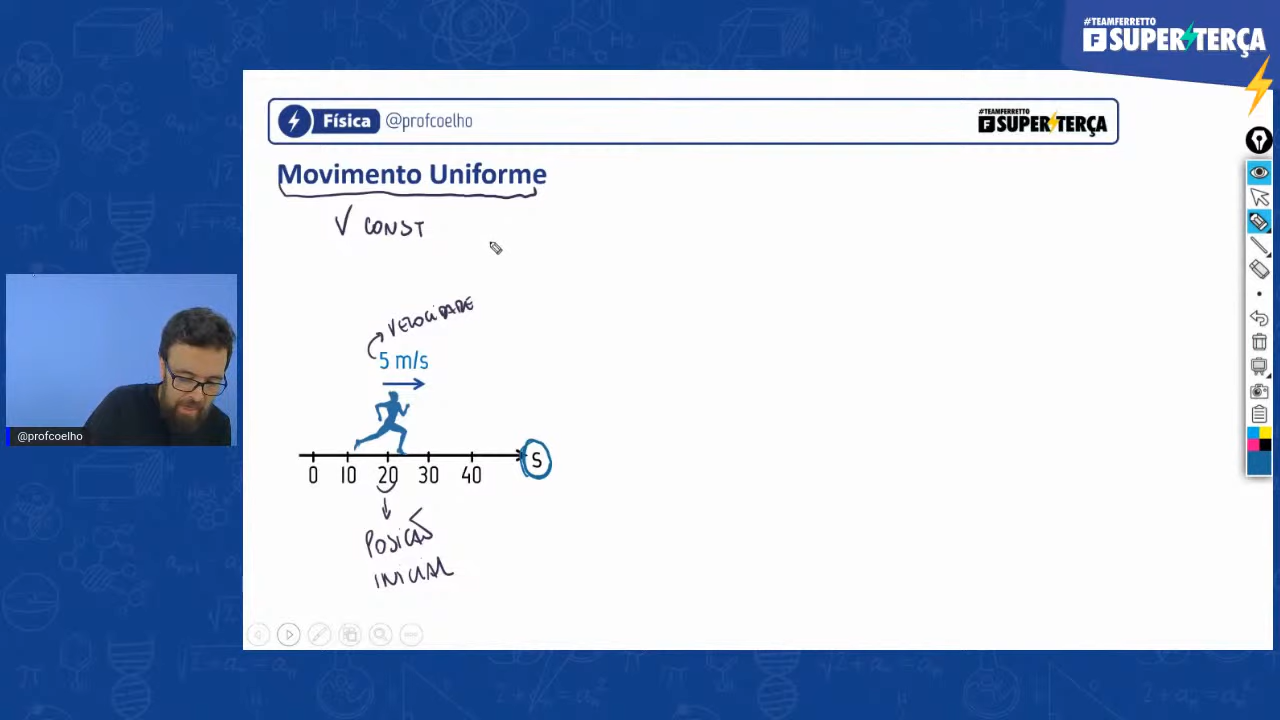 #TEAMFERRETTO
SUPER TERÇA
Física @profcoelho
#TEAMFERRETTO
SUPER TERÇA
Movimento Uniforme
V CONST
VELOCIDADE
5 m/s
S
0 10 20 30 40
POSIÇÃO
INICIAL
@profcoelho